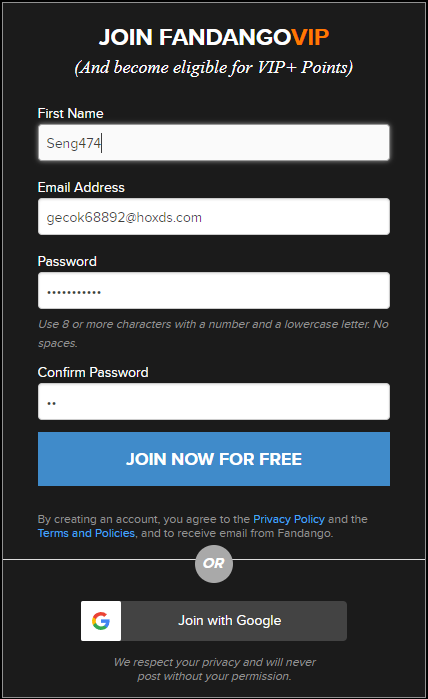 JOIN FANDANGOVIP
(And become eligible for VIP+ Points)
First Name
Seng474
Email Address
gecok68892@hoxds.com
Password
•••••••••••
Use 8 or more characters with a number and a lowercase letter. No
spaces.
Confirm Password
••
JOIN NOW FOR FREE
By creating an account, you agree to the Privacy Policy and the
Terms and Policies, and to receive email from Fandango.
OR
G
Join with Google
We respect your privacy and will never
post without your permission.